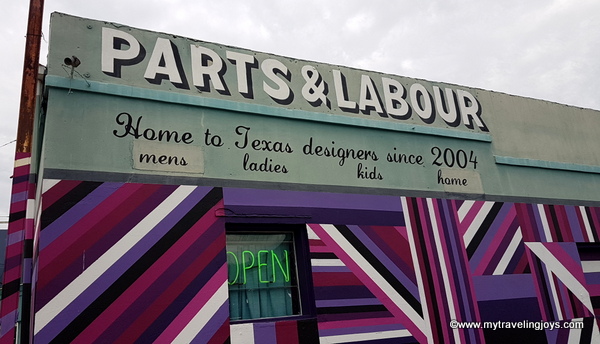 PARTS & LABOUR
Home to Texas designers since 2004
mens ladies kids home
OPEN
©www.mytravelingjoys.com